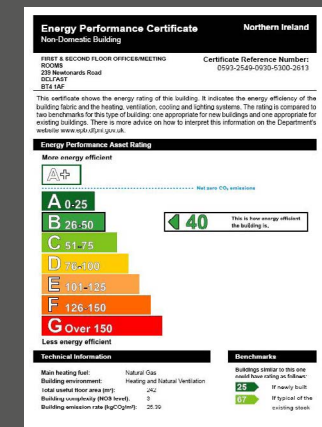 Energy Performance Certificate
Northern Ireland
Non-Domestic Building
FIRST & SECOND FLOOR OFFICES/MEETING
ROOMS
239 Newtonards Road
BELFAST
BT4 1AF
Certificate Reference Number:
0593-2549-0930-5300-2613
This certificate shows the energy rating of this building. It indicates the energy efficiency of the
building fabric and the heating, ventilation, cooling and lighting systems. The rating is compared to
two benchmarks for this type of building: one appropriate for new buildings and one appropriate for
existing buildings. There is more advice on how to interpret this information on the Department's
website www.epb.dfpni.gov.uk.
Energy Performance Asset Rating
More energy efficient
A+
Net zero CO₂ emissions
A 0-25
B 26-50
40
This is how energy efficient
the building is.
C 51-75
D 76-100
E 101-125
F 126-150
G Over 150
Less energy efficient
Technical Information
Main heating fuel: Natural Gas
Building environment: Heating and Natural Ventilation
Total useful floor area (m²): 242
Building complexity (NOS level): 3
Building emission rate (kgCO₂/m²): 25.39
Benchmarks
Buildings similar to this one
could have rating as follows:
25 If newly built
67 If typical of the
existing stock